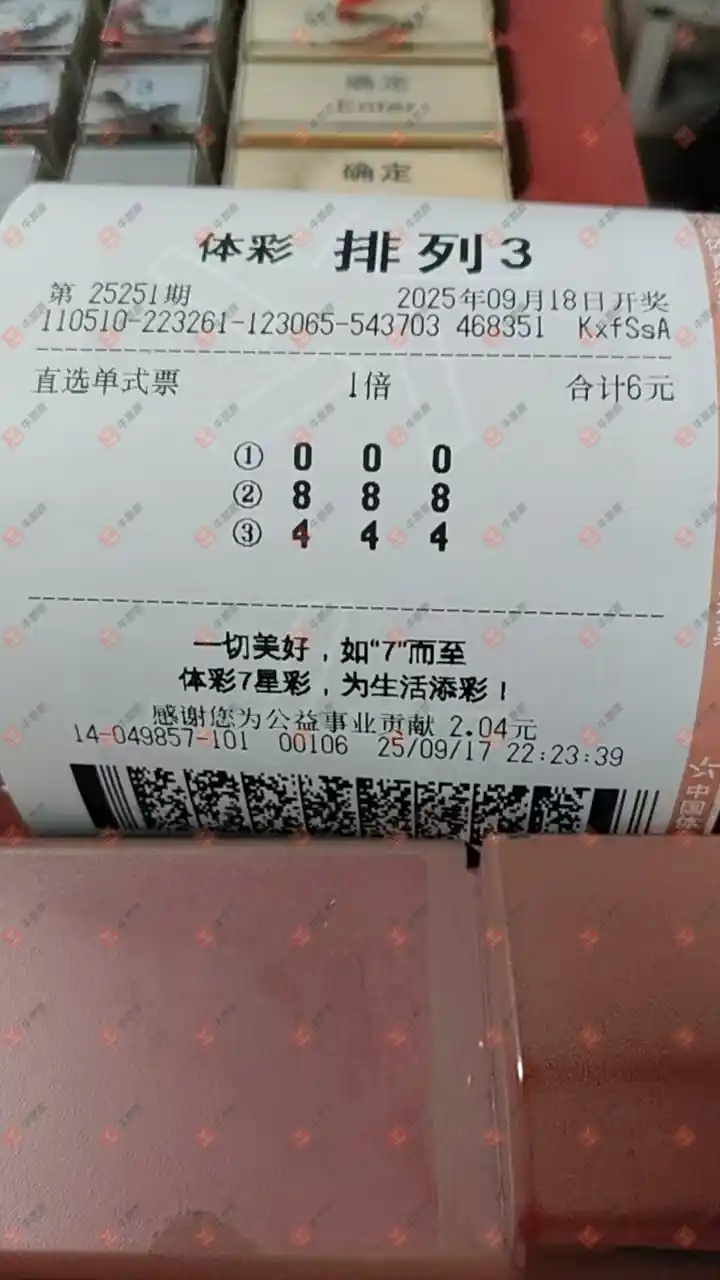 确定
Enter
确定
体彩 排列3
第 25251期 2025年09月18日开奖
110510-223261-123065-543703 468351 KxfSsA
直选单式票 1倍 合计6元
① 0 0 0
② 8 8 8
③ 4 4 4
一切美好，如“7”而至
体彩7星彩，为生活添彩！
感谢您为公益事业贡献 2.04元
14-049857-101 00106 25/09/17 22:23:39
中国体